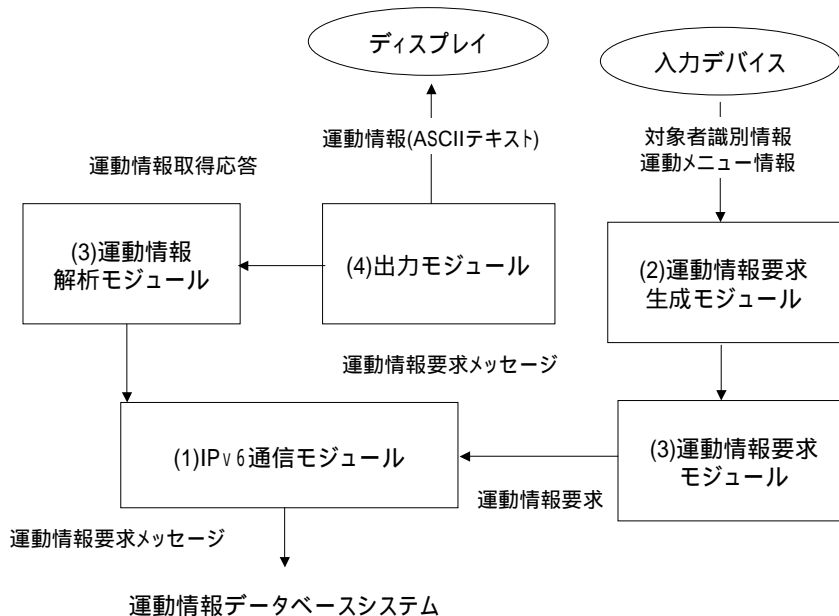 ディスプレイ
入力デバイス
運動情報(ASCIIテキスト)
対象者識別情報
運動メニュー情報
運動情報取得応答
(3)運動情報
解析モジュール
(4)出力モジュール
(2)運動情報要求
生成モジュール
運動情報要求メッセージ
(1)IPv6通信モジュール
(3)運動情報要求
モジュール
運動情報要求
運動情報要求メッセージ
運動情報データベースシステム